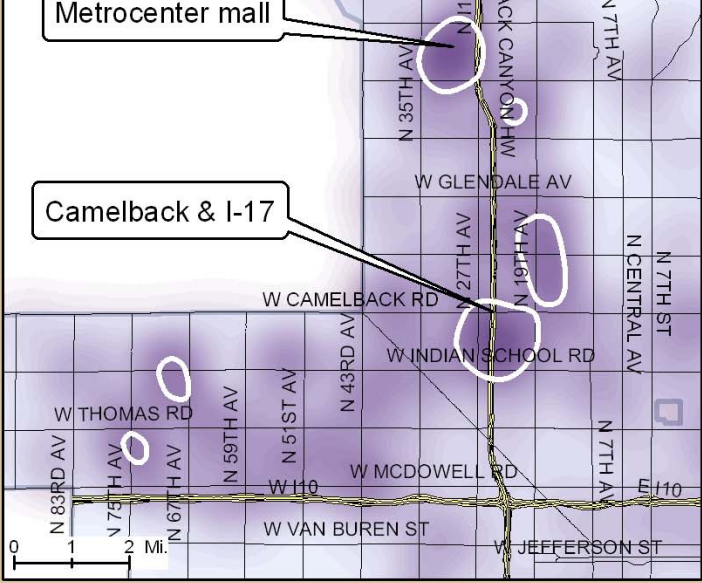 Metrocenter mall
N 35TH AV
ACK CANYON HW
N 7TH AV
W GLENDALE AV
Camelback & I-17
N 27TH AV
N 19TH AV
N CENTRAL AV
N 7TH ST
W CAMELBACK RD
N 43RD AV
W INDIAN SCHOOL RD
W THOMAS RD
N 51ST AV
N 59TH AV
N 83RD AV
N 75TH AV
N 67TH AV
W MCDOWELL RD
N 7TH AV
W I10
E I10
W VAN BUREN ST
W JEFFERSON ST
0 1 2 Mi.